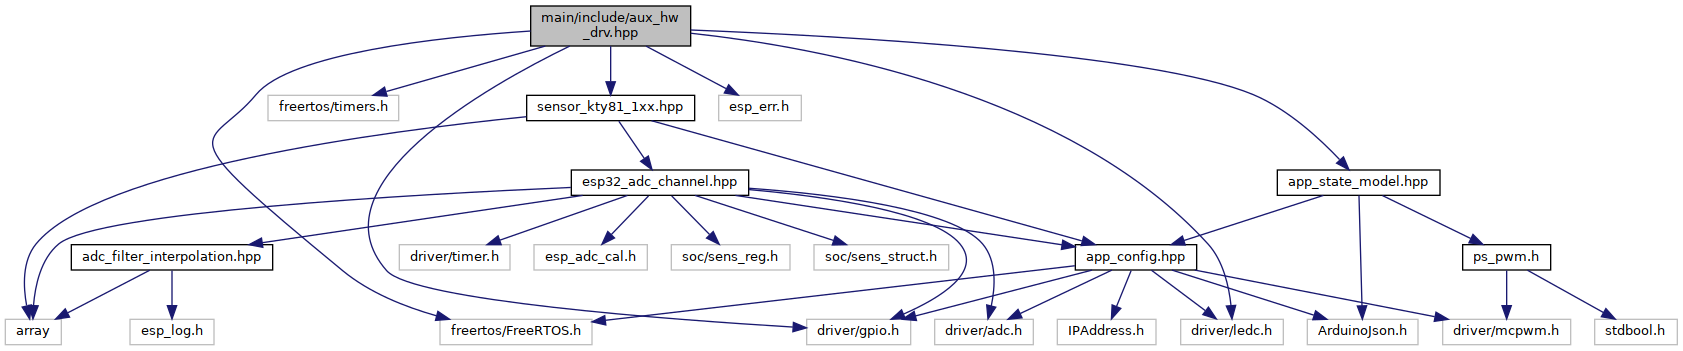 main/include/aux_hw
_drv.hpp
freertos/timers.h
sensor_kty81_1xx.hpp
esp_err.h
esp32_adc_channel.hpp
app_state_model.hpp
adc_filter_interpolation.hpp
driver/timer.h
esp_adc_cal.h
soc/sens_reg.h
soc/sens_struct.h
app_config.hpp
ps_pwm.h
array
esp_log.h
freertos/FreeRTOS.h
driver/gpio.h
driver/adc.h
IPAddress.h
driver/ledc.h
ArduinoJson.h
driver/mcpwm.h
stdbool.h